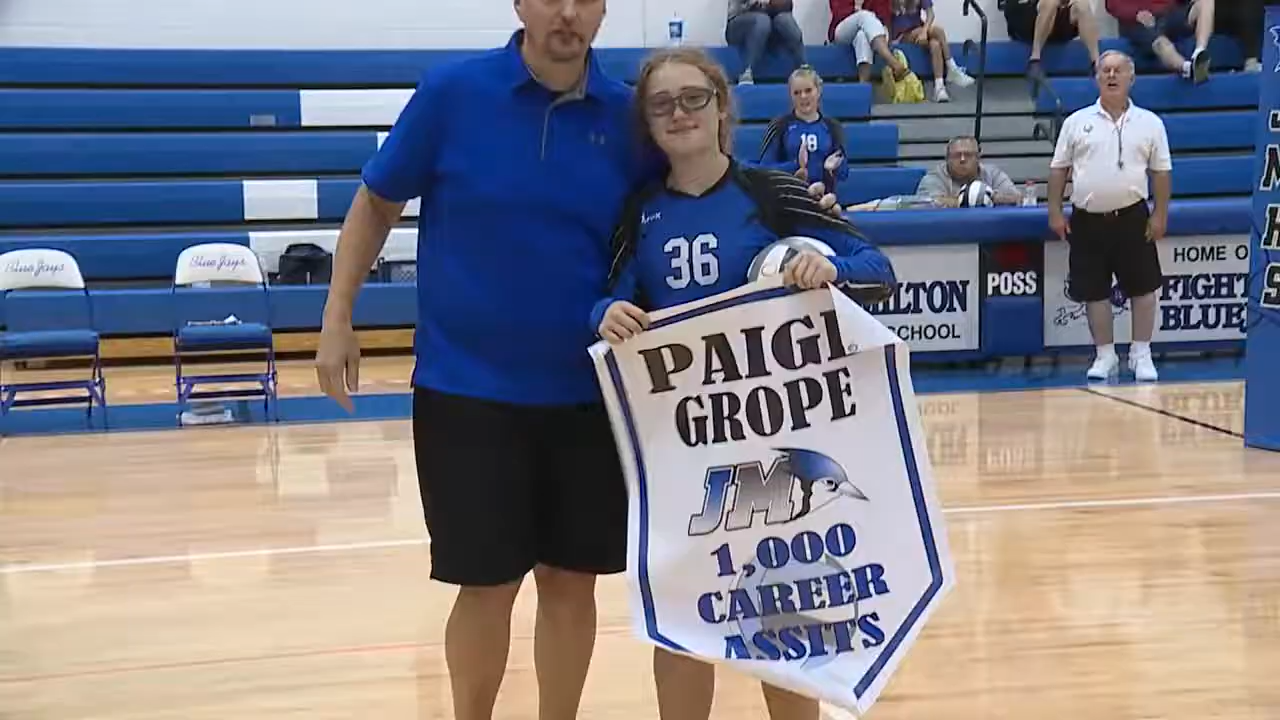 Blue Jays
Blue Jays
18
36
MILTON
SCHOOL
POSS
HOME O
FIGHT
BLUE
JMHS
PAIGE
GROPE
JM
1,000
CAREER
ASSITS